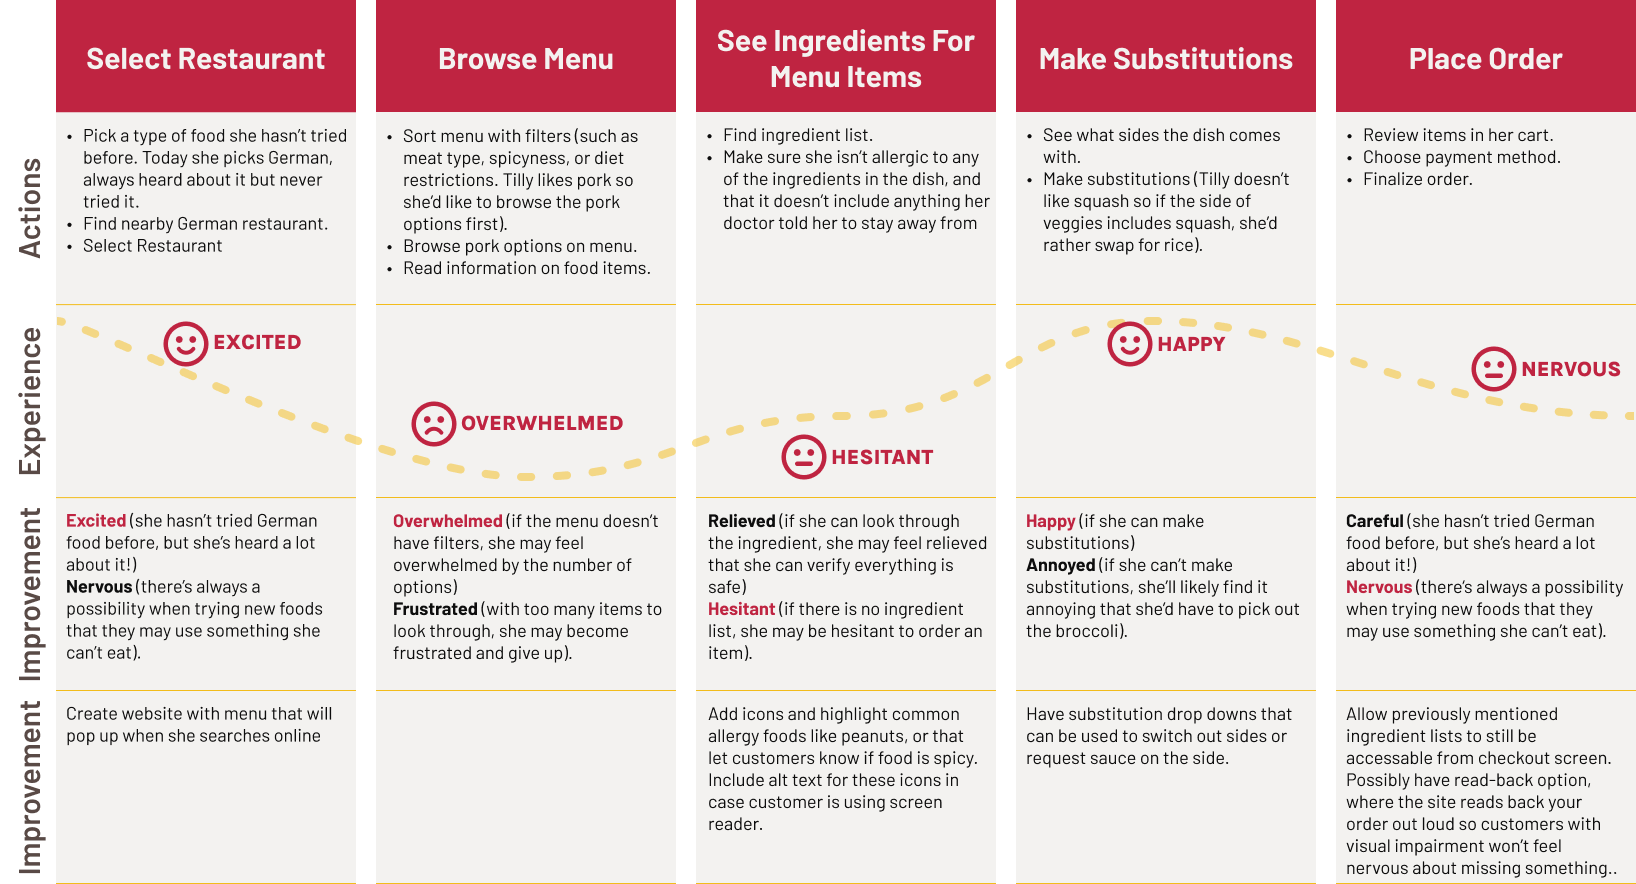 Select Restaurant
Browse Menu
See Ingredients For
Menu Items
Make Substitutions
Place Order
Actions
• Pick a type of food she hasn't tried
before. Today she picks German,
always heard about it but never
tried it.
• Find nearby German restaurant.
• Select Restaurant
• Sort menu with filters (such as
meat type, spicyness, or diet
restrictions. Tilly likes pork so
she'd like to browse the pork
options first).
• Browse pork options on menu.
• Read information on food items.
• Find ingredient list.
• Make sure she isn't allergic to any
of the ingredients in the dish, and
that it doesn't include anything her
doctor told her to stay away from
• See what sides the dish comes
with.
• Make substitutions (Tilly doesn't
like squash so if the side of
veggies includes squash, she'd
rather swap for rice).
• Review items in her cart.
• Choose payment method.
• Finalize order.
Experience
EXCITED
OVERWHELMED
HESITANT
HAPPY
NERVOUS
Improvement
Excited (she hasn't tried German
food before, but she's heard a lot
about it!)
Nervous (there's always a
possibility when trying new foods
that they may use something she
can't eat).
Overwhelmed (if the menu doesn't
have filters, she may feel
overwhelmed by the number of
options)
Frustrated (with too many items to
look through, she may become
frustrated and give up).
Relieved (if she can look through
the ingredient, she may feel relieved
that she can verify everything is
safe)
Hesitant (if there is no ingredient
list, she may be hesitant to order an
item).
Happy (if she can make
substitutions)
Annoyed (if she can't make
substitutions, she'll likely find it
annoying that she'd have to pick out
the broccoli).
Careful (she hasn't tried German
food before, but she's heard a lot
about it!)
Nervous (there's always a possibility
when trying new foods that they
may use something she can't eat).
Improvement
Create website with menu that will
pop up when she searches online
Add icons and highlight common
allergy foods like peanuts, or that
let customers know if food is spicy.
Include alt text for these icons in
case customer is using screen
reader.
Have substitution drop downs that
can be used to switch out sides or
request sauce on the side.
Allow previously mentioned
ingredient lists to still be
accessable from checkout screen.
Possibly have read-back option,
where the site reads back your
order out loud so customers with
visual impairment won't feel
nervous about missing something..